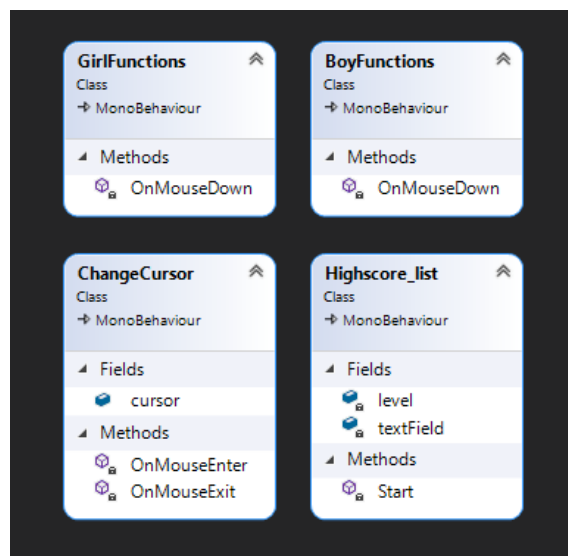 GirlFunctions
Class
MonoBehaviour
Methods
OnMouseDown
BoyFunctions
Class
MonoBehaviour
Methods
OnMouseDown
ChangeCursor
Class
MonoBehaviour
Fields
cursor
Methods
OnMouseEnter
OnMouseExit
Highscore_list
Class
MonoBehaviour
Fields
level
textField
Methods
Start